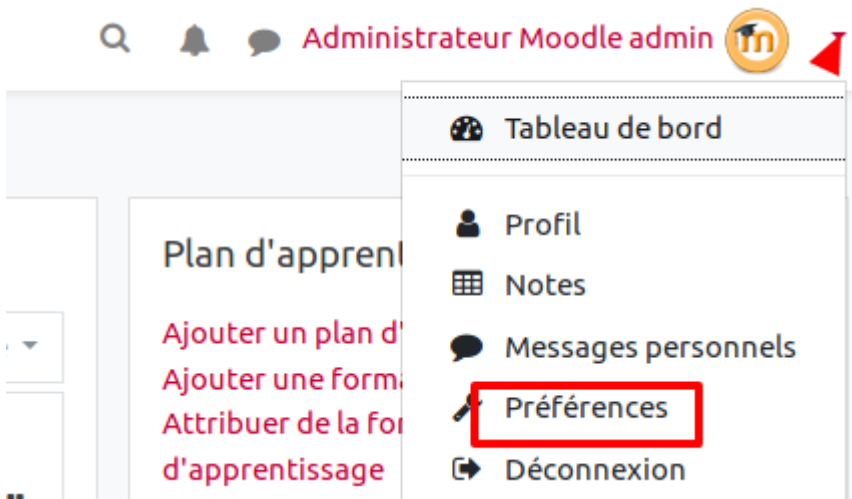 Administrateur Moodle admin
Tableau de bord
Profil
Notes
Messages personnels
Préférences
Déconnexion
Plan d'apprent
Ajouter un plan d'
Ajouter une forma
Attribuer de la for
d'apprentissage